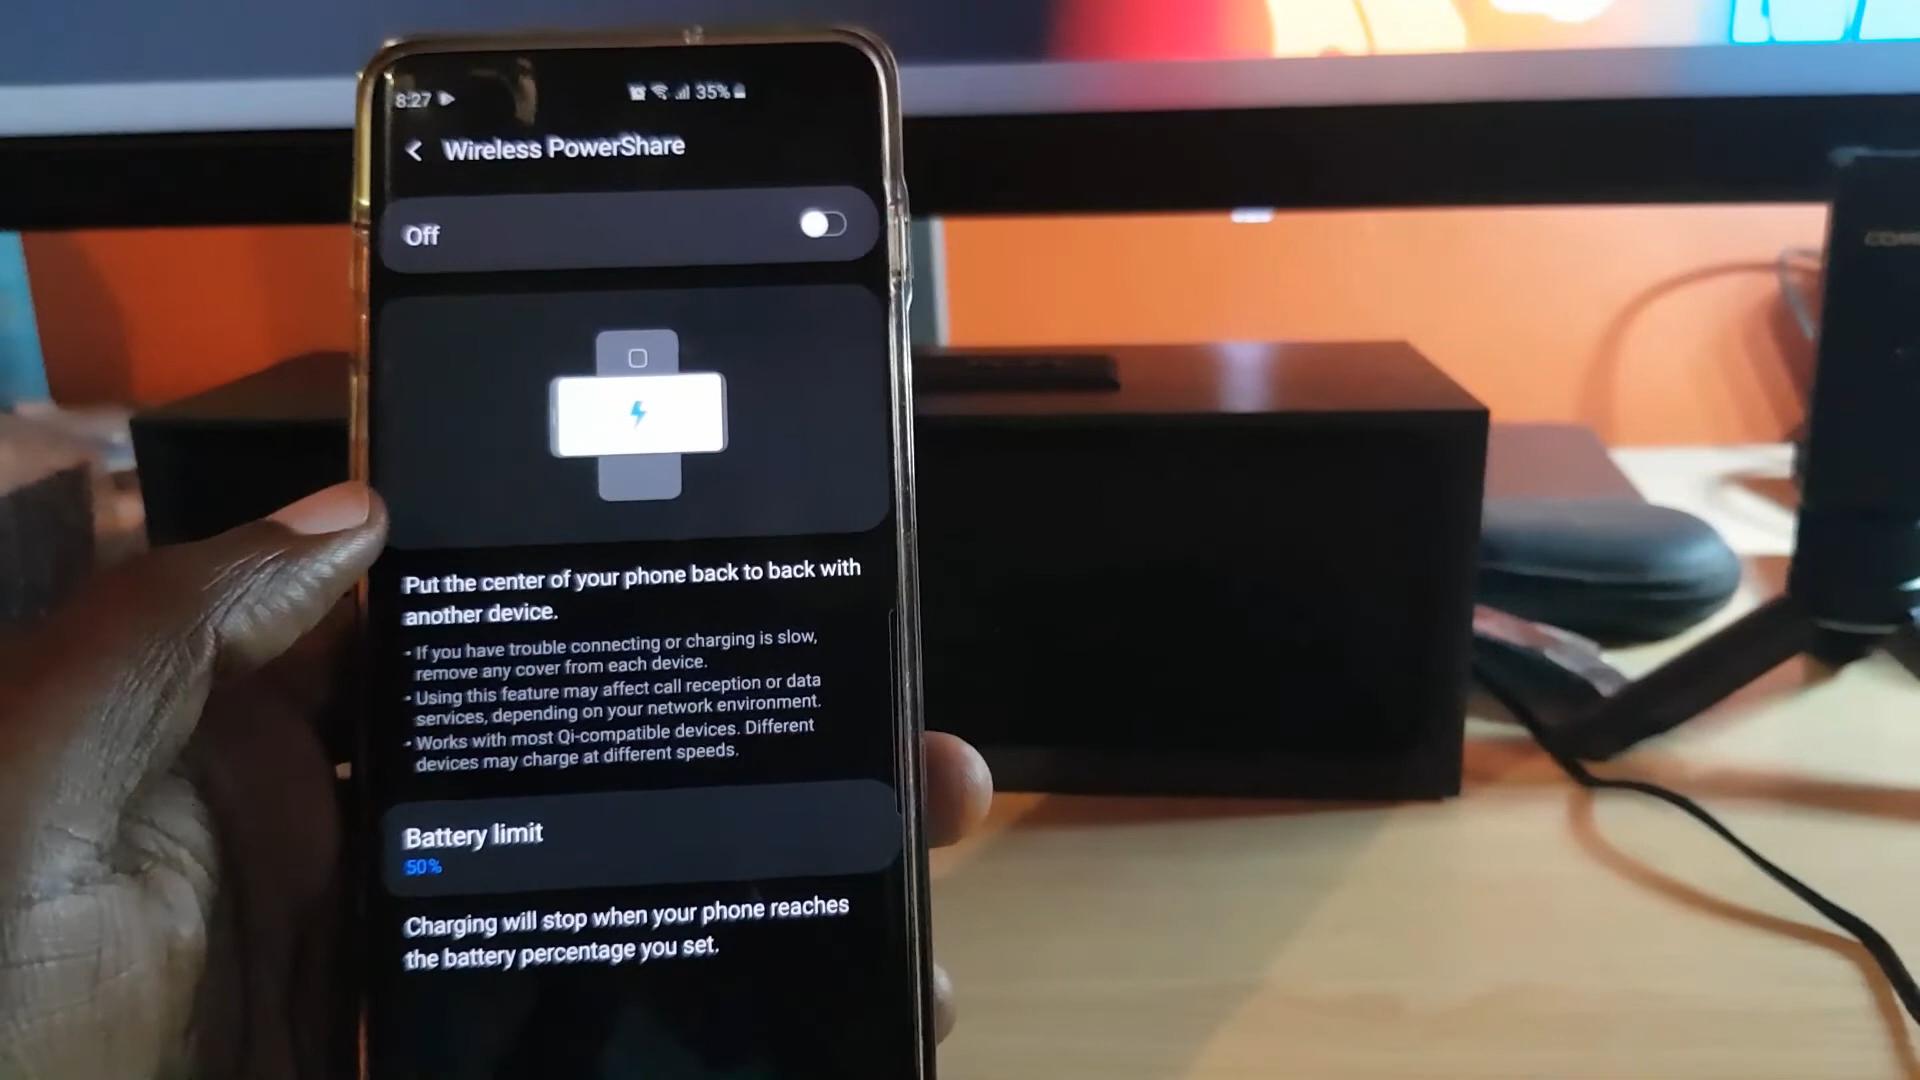 8:27
35%
Wireless PowerShare
Off
Put the center of your phone back to back with
another device.
• If you have trouble connecting or charging is slow,
remove any cover from each device.
• Using this feature may affect call reception or data
services, depending on your network environment.
• Works with most Qi-compatible devices. Different
devices may charge at different speeds.
Battery limit
50%
Charging will stop when your phone reaches
the battery percentage you set.